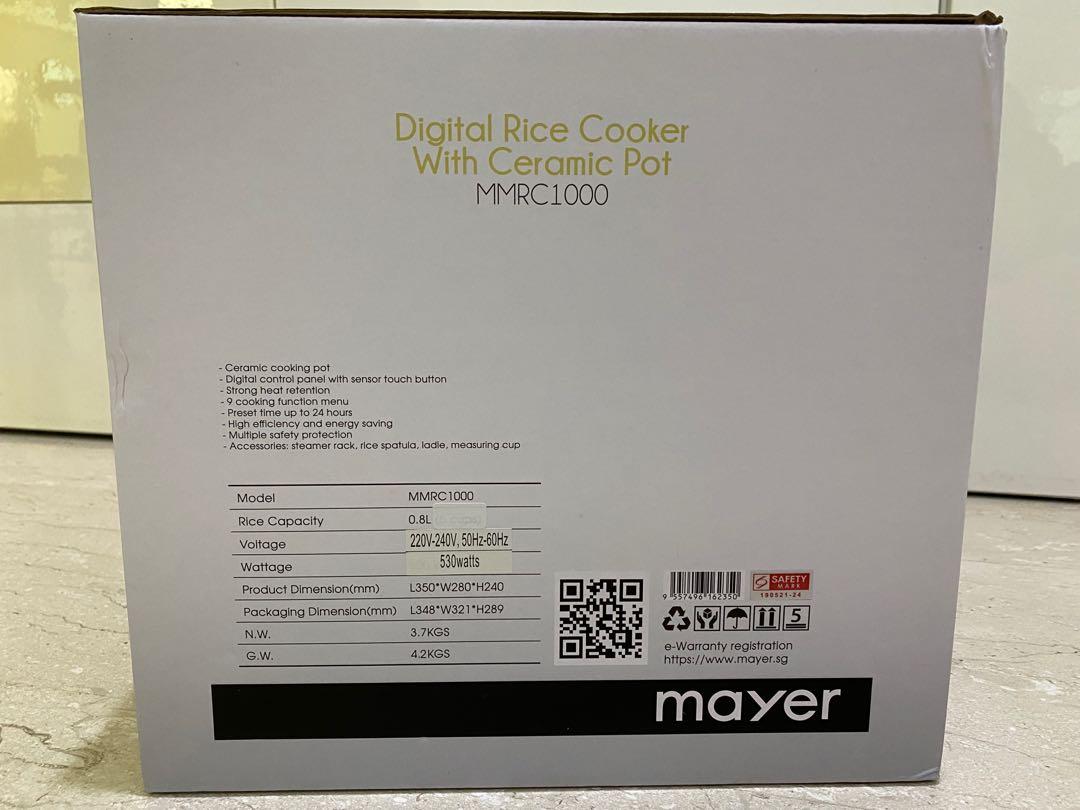 Digital Rice Cooker
With Ceramic Pot
MMRC1000
- Ceramic cooking pot
- Digital control panel with sensor touch button
- Strong heat retention
- 9 cooking function menu
- Preset time up to 24 hours
- High efficiency and energy saving
- Multiple safety protection
- Accessories: steamer rack, rice spatula, ladle, measuring cup
Model MMRC1000
Rice Capacity 0.8L
Voltage 220V-240V, 50Hz-60Hz
Wattage 530watts
Product Dimension(mm) L350*W280*H240
Packaging Dimension(mm) L348*W321*H289
N.W. 3.7KGS
G.W. 4.2KGS
9 557496 162350
SAFETY
MARK
190521-24
5
e-Warranty registration
https://www.mayer.sg
mayer